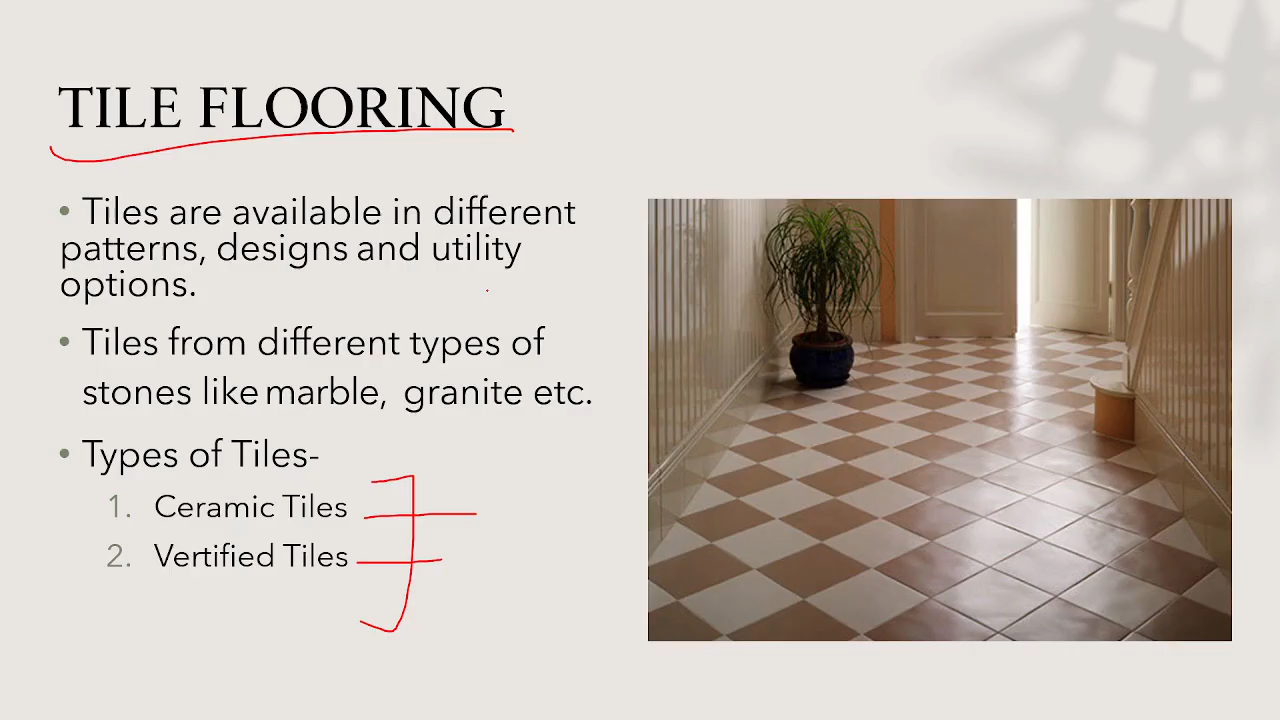 TILE FLOORING
• Tiles are available in different
patterns, designs and utility
options.
• Tiles from different types of
stones like marble, granite etc.
• Types of Tiles-
1. Ceramic Tiles
2. Vertified Tiles